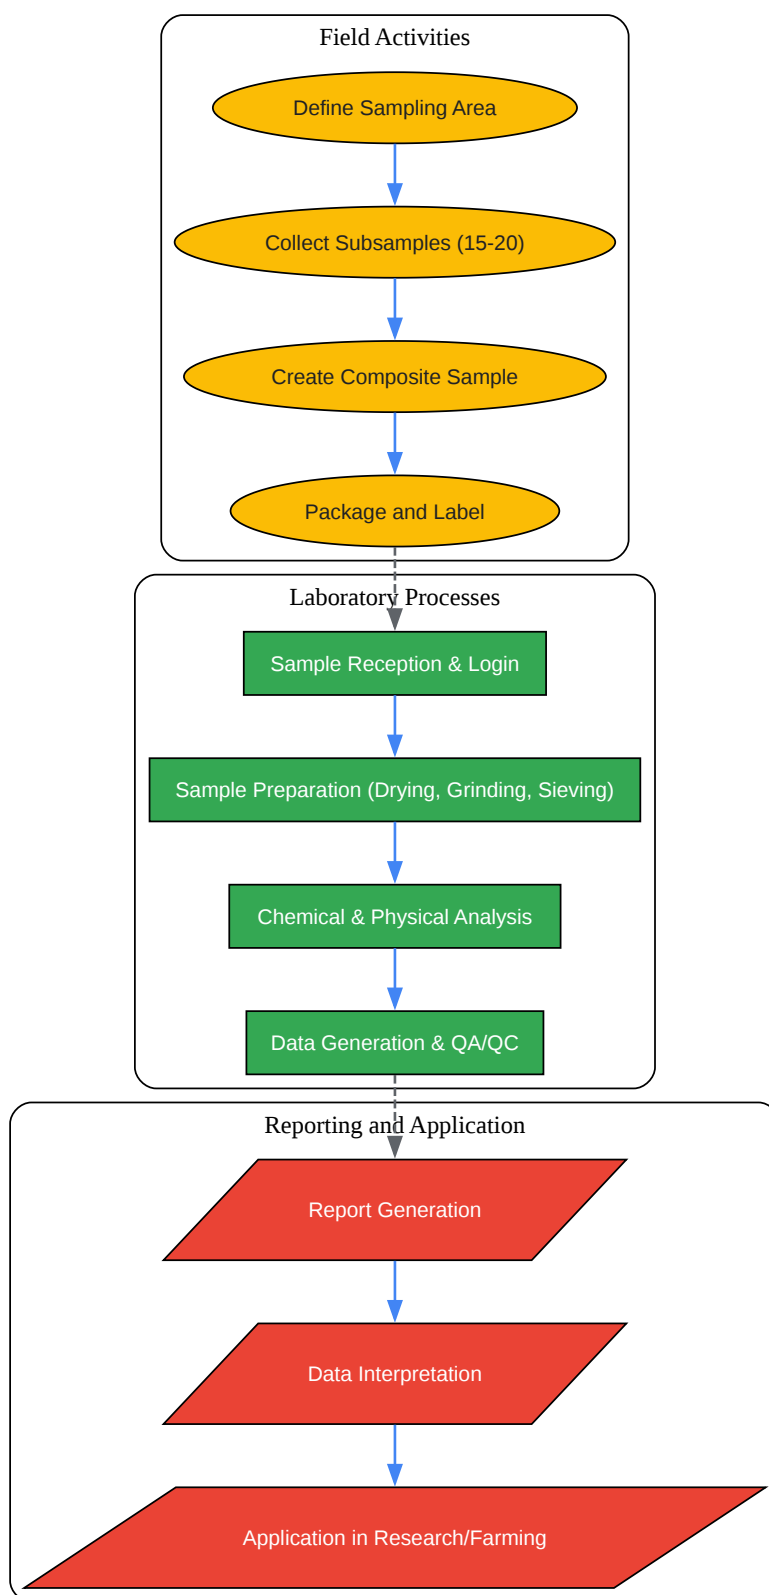 Field Activities
Define Sampling Area
Collect Subsamples (15-20)
Create Composite Sample
Package and Label
Laboratory Processes
Sample Reception & Login
Sample Preparation (Drying, Grinding, Sieving)
Chemical & Physical Analysis
Data Generation & QA/QC
Reporting and Application
Report Generation
Data Interpretation
Application in Research/Farming